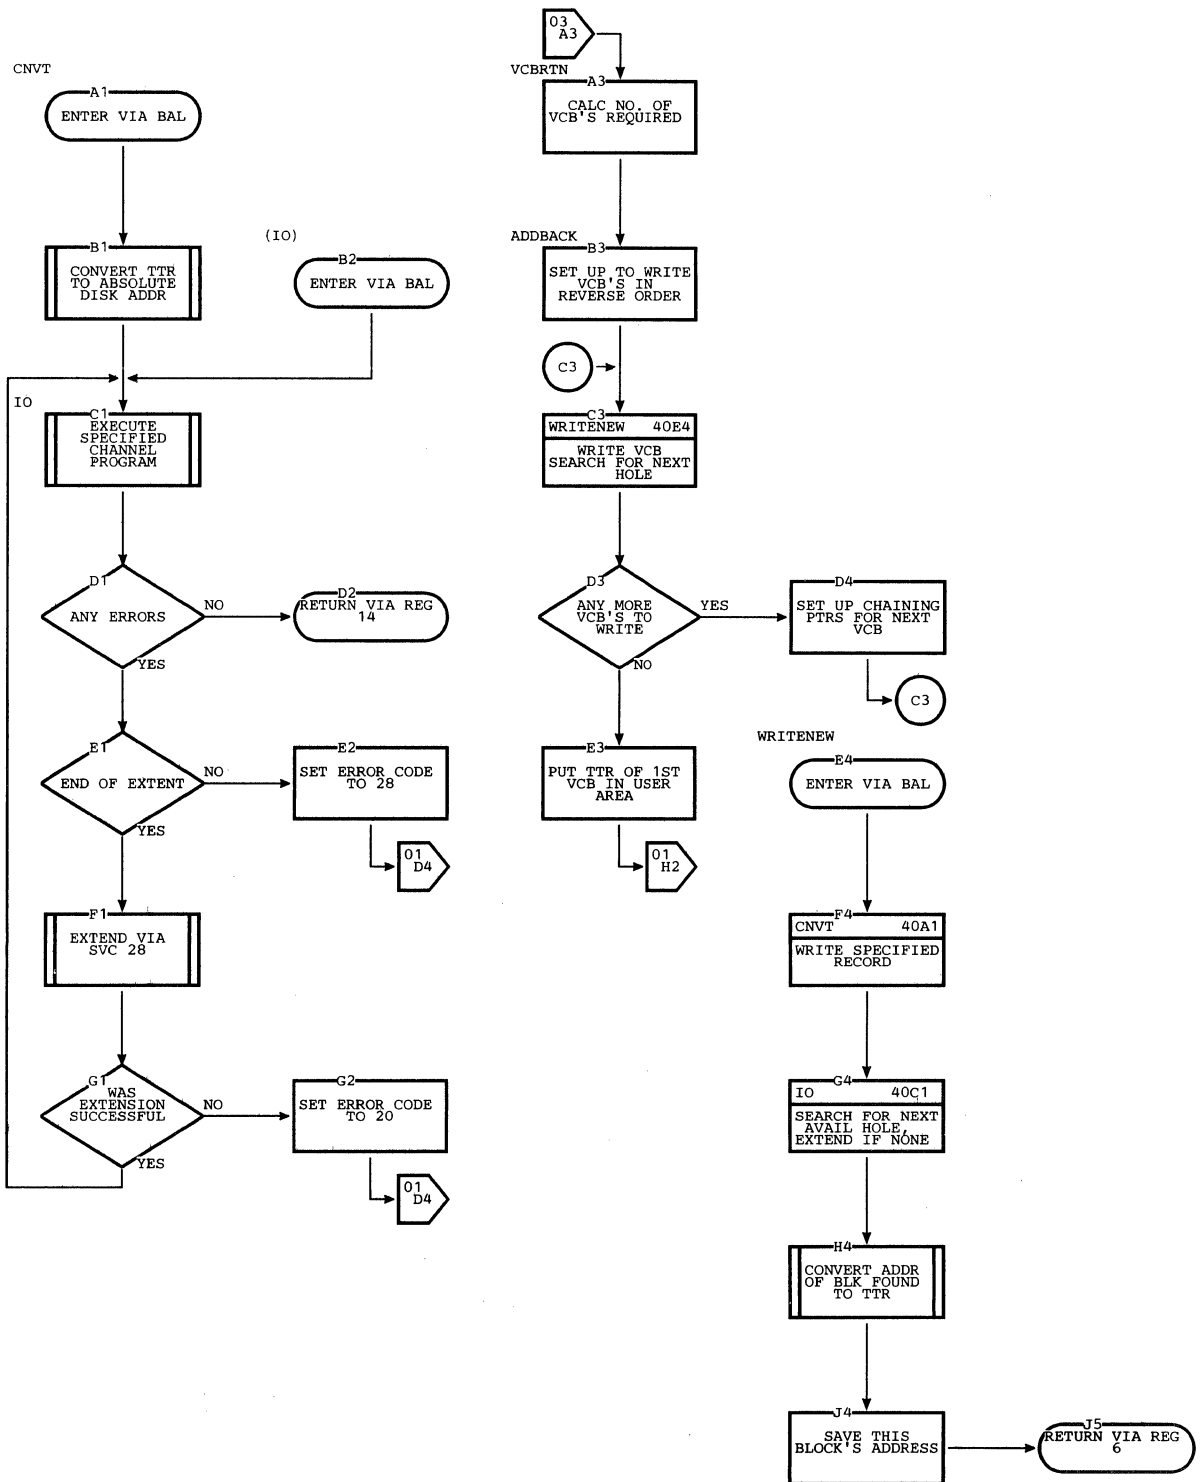 CNVT
A1
ENTER VIA BAL
B1
CONVERT TTR
TO ABSOLUTE
DISK ADDR
(IO)
B2
ENTER VIA BAL
IO
C1
EXECUTE
SPECIFIED
CHANNEL
PROGRAM
D1
ANY ERRORS
NO
YES
D2
RETURN VIA REG
14
E1
END OF EXTENT
NO
YES
E2
SET ERROR CODE
TO 28
01
D4
F1
EXTEND VIA
SVC 28
G1
WAS
EXTENSION
SUCCESSFUL
NO
YES
G2
SET ERROR CODE
TO 20
01
D4
03
A3
VCBRTN
A3
CALC NO. OF
VCB'S REQUIRED
ADDBACK
B3
SET UP TO WRITE
VCB'S IN
REVERSE ORDER
C3
C3
WRITENEW 40E4
WRITE VCB
SEARCH FOR NEXT
HOLE
D3
ANY MORE
VCB'S TO
WRITE
YES
NO
D4
SET UP CHAINING
PTRS FOR NEXT
VCB
C3
E3
PUT TTR OF 1ST
VCB IN USER
AREA
01
H2
WRITENEW
E4
ENTER VIA BAL
F4
CNVT 40A1
WRITE SPECIFIED
RECORD
G4
IO 40C1
SEARCH FOR NEXT
AVAIL HOLE,
EXTEND IF NONE
H4
CONVERT ADDR
OF BLK FOUND
TO TTR
J4
SAVE THIS
BLOCK'S ADDRESS
J5
RETURN VIA REG
6